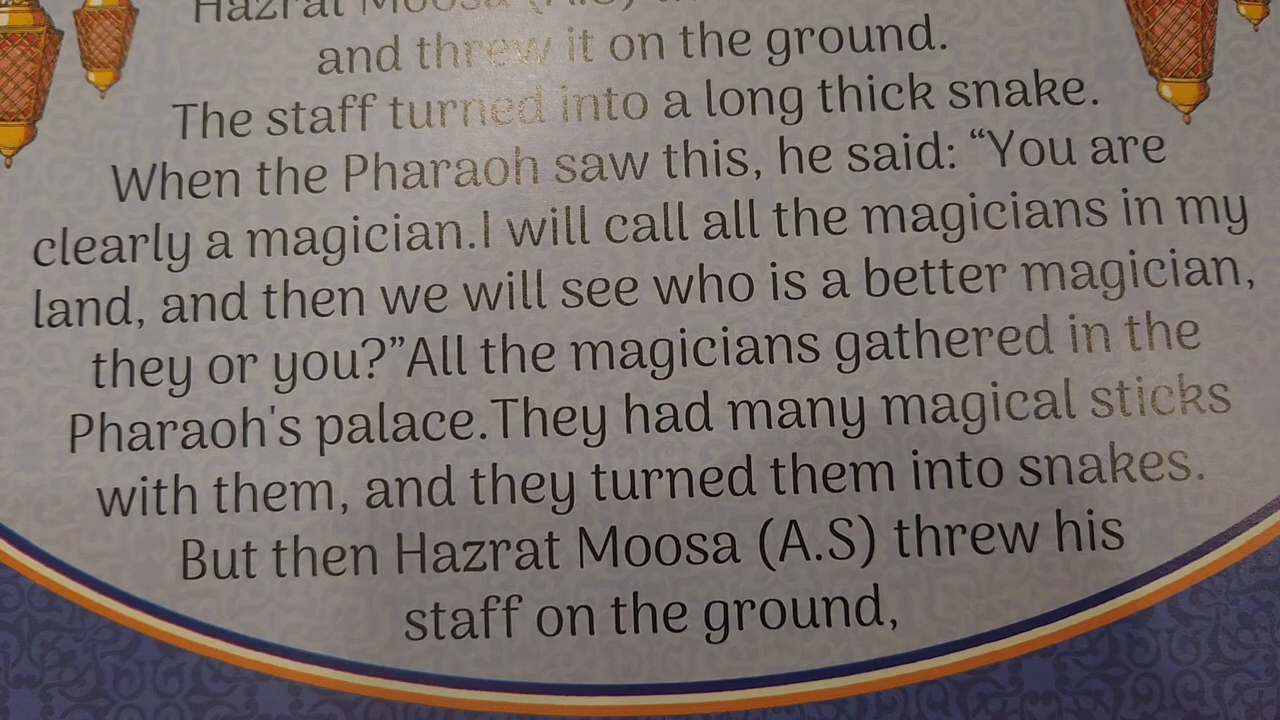 Hazrat Moosa (A.S)
and threw it on the ground.
The staff turned into a long thick snake.
When the Pharaoh saw this, he said: “You are
clearly a magician.I will call all the magicians in my
land, and then we will see who is a better magician,
they or you?”All the magicians gathered in the
Pharaoh's palace.They had many magical sticks
with them, and they turned them into snakes.
But then Hazrat Moosa (A.S) threw his
staff on the ground,